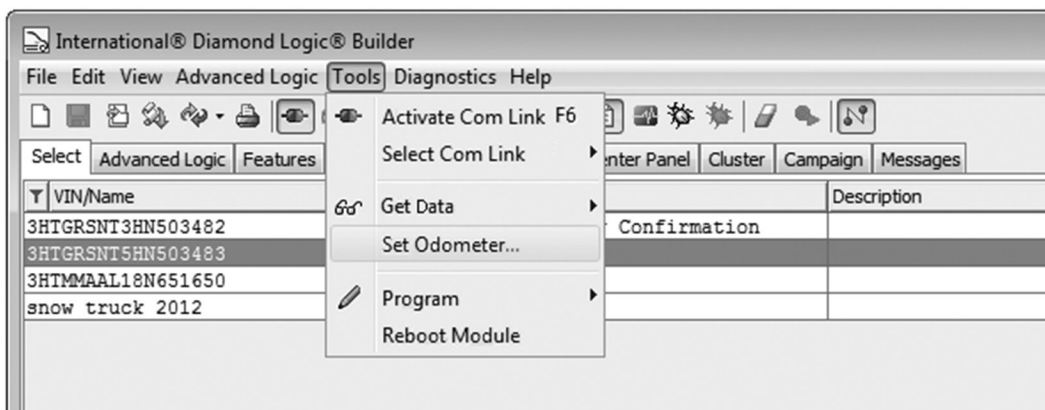 International® Diamond Logic® Builder
File Edit View Advanced Logic Tools Diagnostics Help
Activate Com Link F6
Select Com Link
Get Data
Set Odometer...
Program
Reboot Module
Select Advanced Logic Features enter Panel Cluster Campaign Messages
VIN/Name Description
3HTGRSNT3HN503482 Confirmation
3HTGRSNT5HN503483
3HTMMAAL18N651650
snow truck 2012